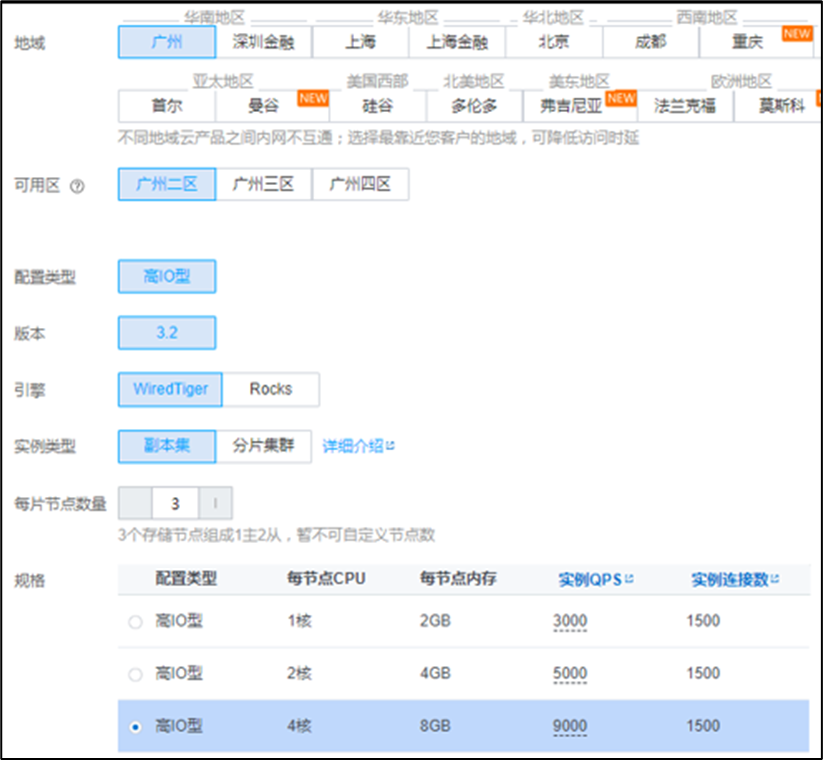 华南地区 华东地区 华北地区 西南地区
地域 广州 深圳金融 上海 上海金融 北京 成都 重庆 NEW
亚太地区 美国西部 北美地区 美东地区 欧洲地区
首尔 曼谷 NEW 硅谷 多伦多 弗吉尼亚 NEW 法兰克福 莫斯科
不同地域云产品之间内网不互通；选择最靠近您客户的地域，可降低访问时延
可用区 ? 广州二区 广州三区 广州四区
配置类型 高IO型
版本 3.2
引擎 WiredTiger Rocks
实例类型 副本集 分片集群 详细介绍
每片节点数量 3
3个存储节点组成1主2从，暂不可自定义节点数
规格 配置类型 每节点CPU 每节点内存 实例QPS 实例连接数
高IO型 1核 2GB 3000 1500
高IO型 2核 4GB 5000 1500
高IO型 4核 8GB 9000 1500